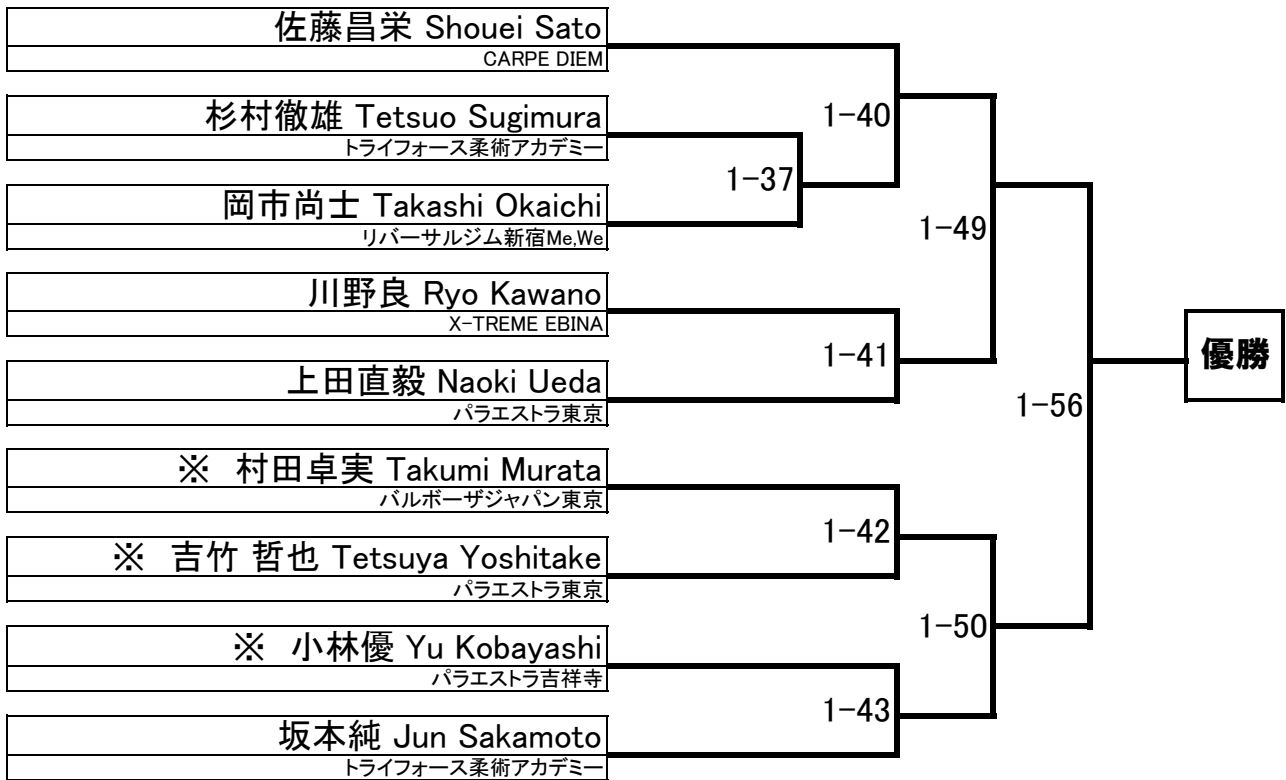 佐藤昌栄 Shouei Sato
CARPE DIEM
杉村徹雄 Tetsuo Sugimura
トライフォース柔術アカデミー
岡市尚士 Takashi Okaichi
リバーサルジム新宿Me,We
川野良 Ryo Kawano
X-TREME EBINA
上田直毅 Naoki Ueda
パラエストラ東京
※ 村田卓実 Takumi Murata
バルボーザジャパン東京
※ 吉竹 哲也 Tetsuya Yoshitake
パラエストラ東京
※ 小林優 Yu Kobayashi
パラエストラ吉祥寺
坂本純 Jun Sakamoto
トライフォース柔術アカデミー
1-37
1-40
1-41
1-42
1-43
1-49
1-50
1-56
優勝